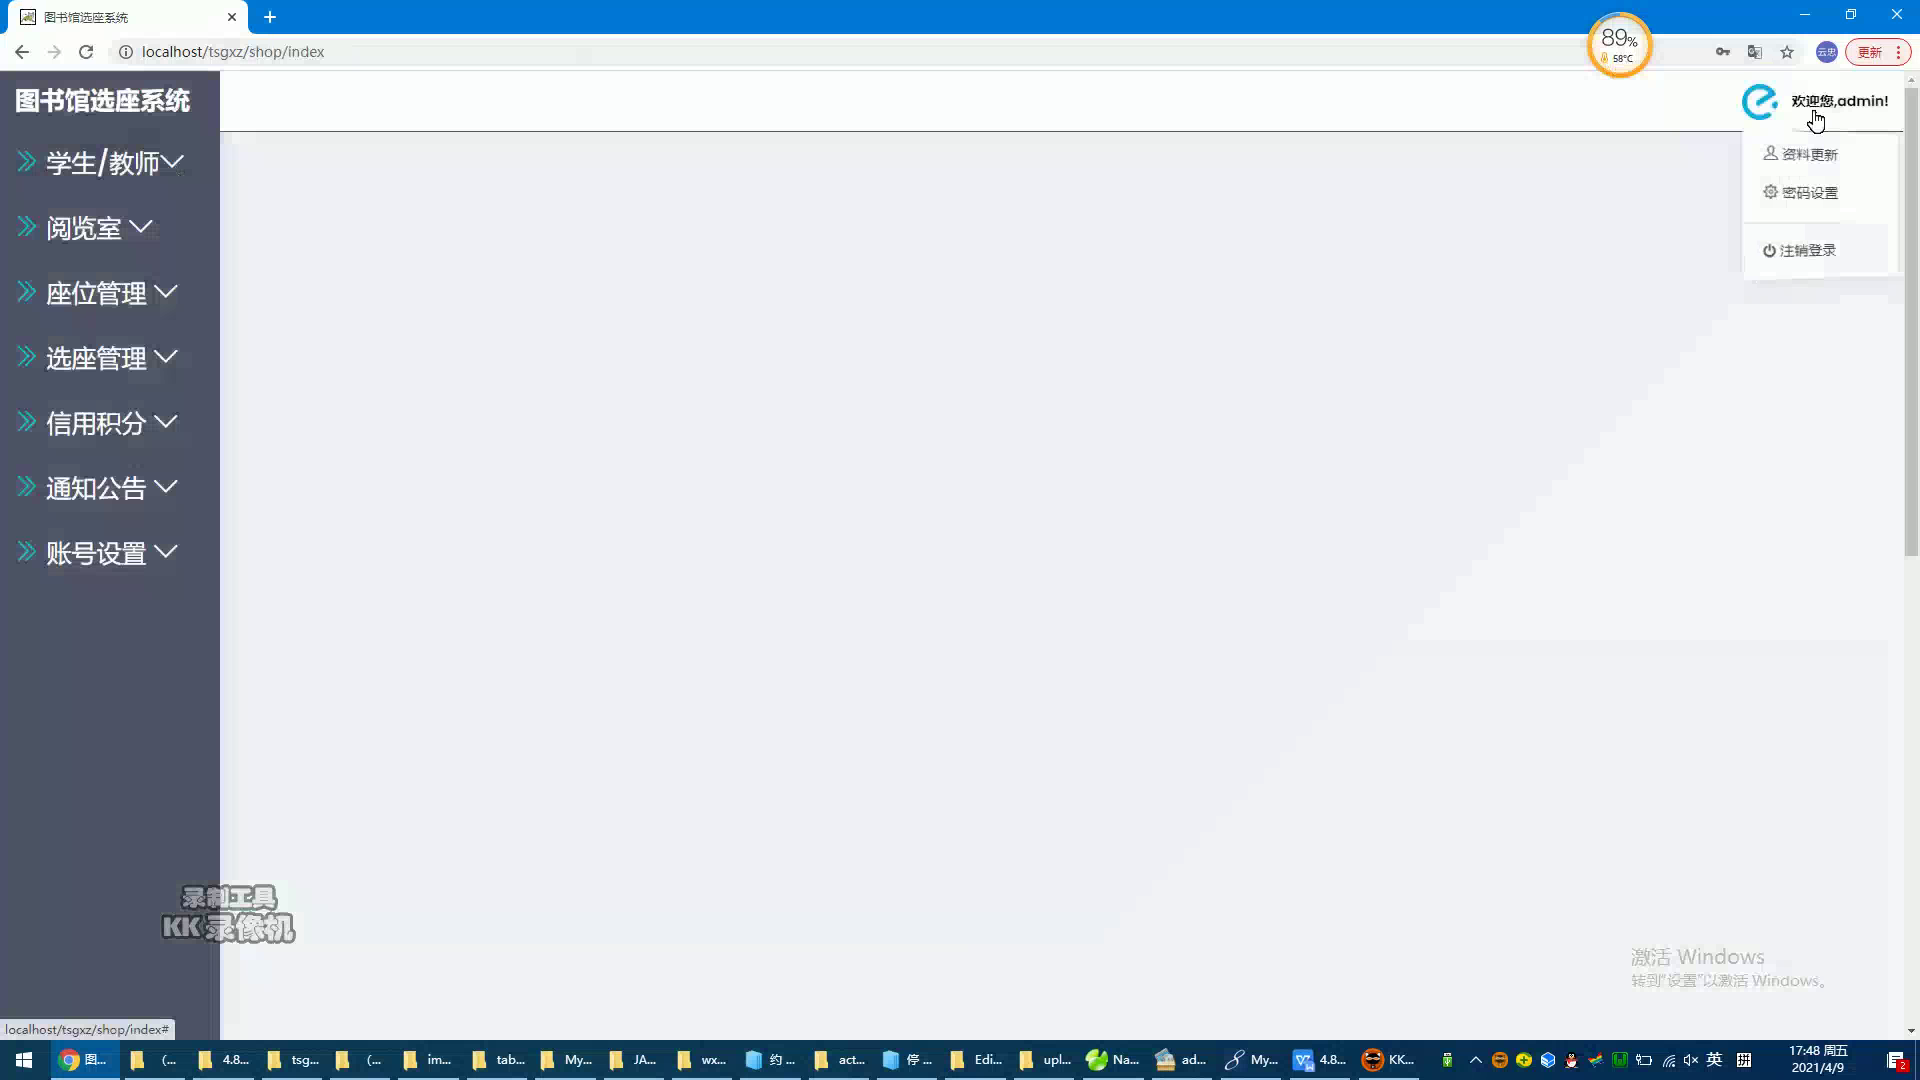 图书馆选座系统
localhost/tsgxz/shop/index
89%
58°C
云忠
更新
图书馆选座系统
欢迎您,admin!
学生/教师
资料更新
密码设置
阅览室
注销登录
座位管理
选座管理
信用积分
通知公告
账号设置
录制工具
KK 录像机
激活 Windows
转到"设置"以激活 Windows。
localhost/tsgxz/shop/index#
图...
(...
4.8...
tsg...
(...
im...
tab...
My...
JA...
wx...
约 ...
act...
停 ...
Edi...
upl...
Na...
ad...
My...
4.8...
KK...
英
拼
17:48 周五
2021/4/9
2